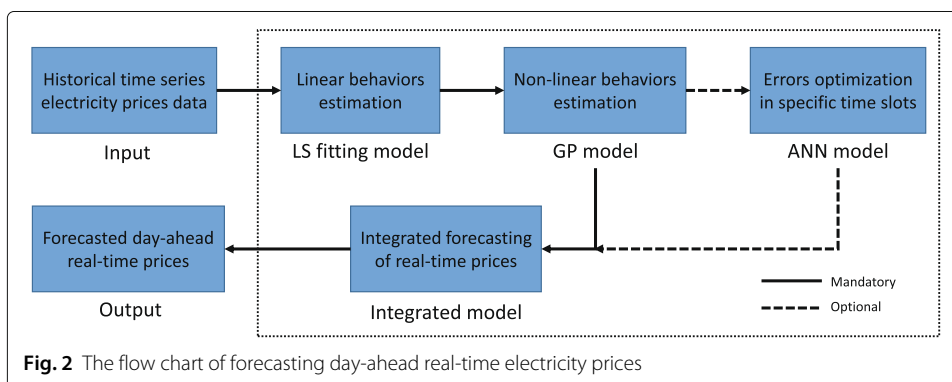 Historical time series
electricity prices data
Input
Linear behaviors
estimation
LS fitting model
Non-linear behaviors
estimation
GP model
Errors optimization
in specific time slots
ANN model
Forecasted day-ahead
real-time prices
Output
Integrated forecasting
of real-time prices
Integrated model
Mandatory
Optional
Fig. 2 The flow chart of forecasting day-ahead real-time electricity prices